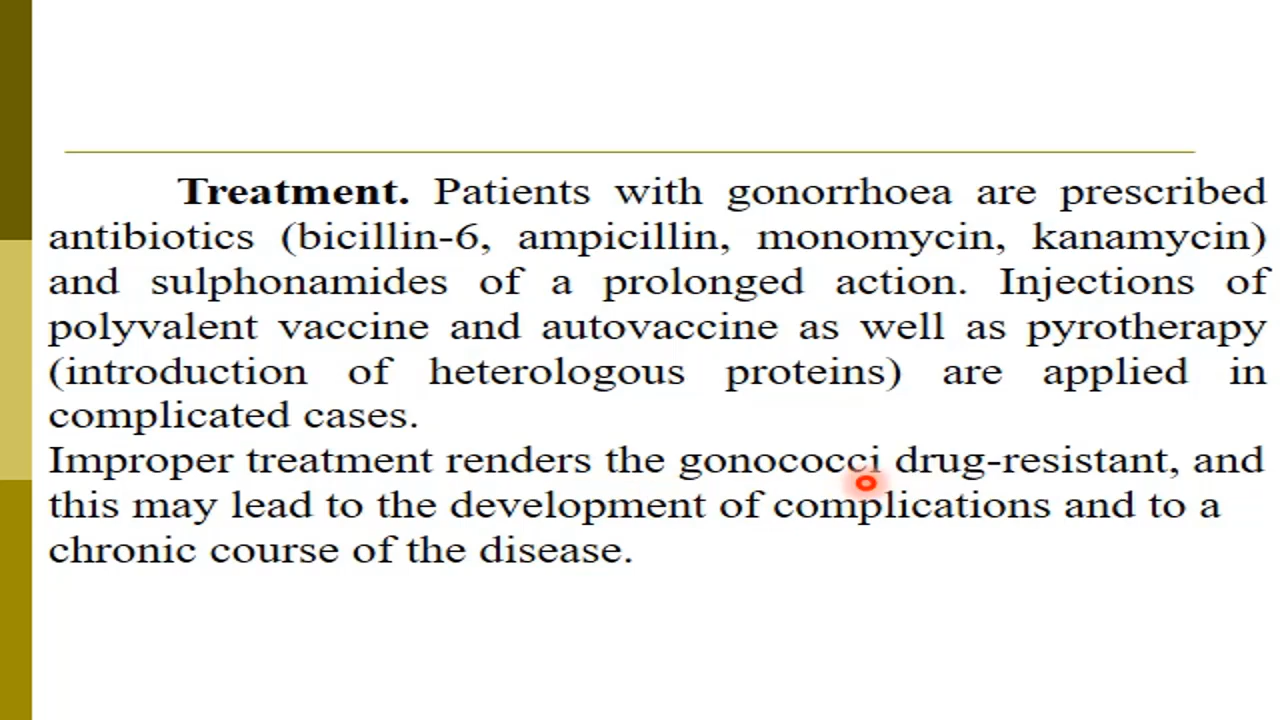 Treatment. Patients with gonorrhoea are prescribed
antibiotics (bicillin-6, ampicillin, monomycin, kanamycin)
and sulphonamides of a prolonged action. Injections of
polyvalent vaccine and autovaccine as well as pyrotherapy
(introduction of heterologous proteins) are applied in
complicated cases.
Improper treatment renders the gonococci drug-resistant, and
this may lead to the development of complications and to a
chronic course of the disease.